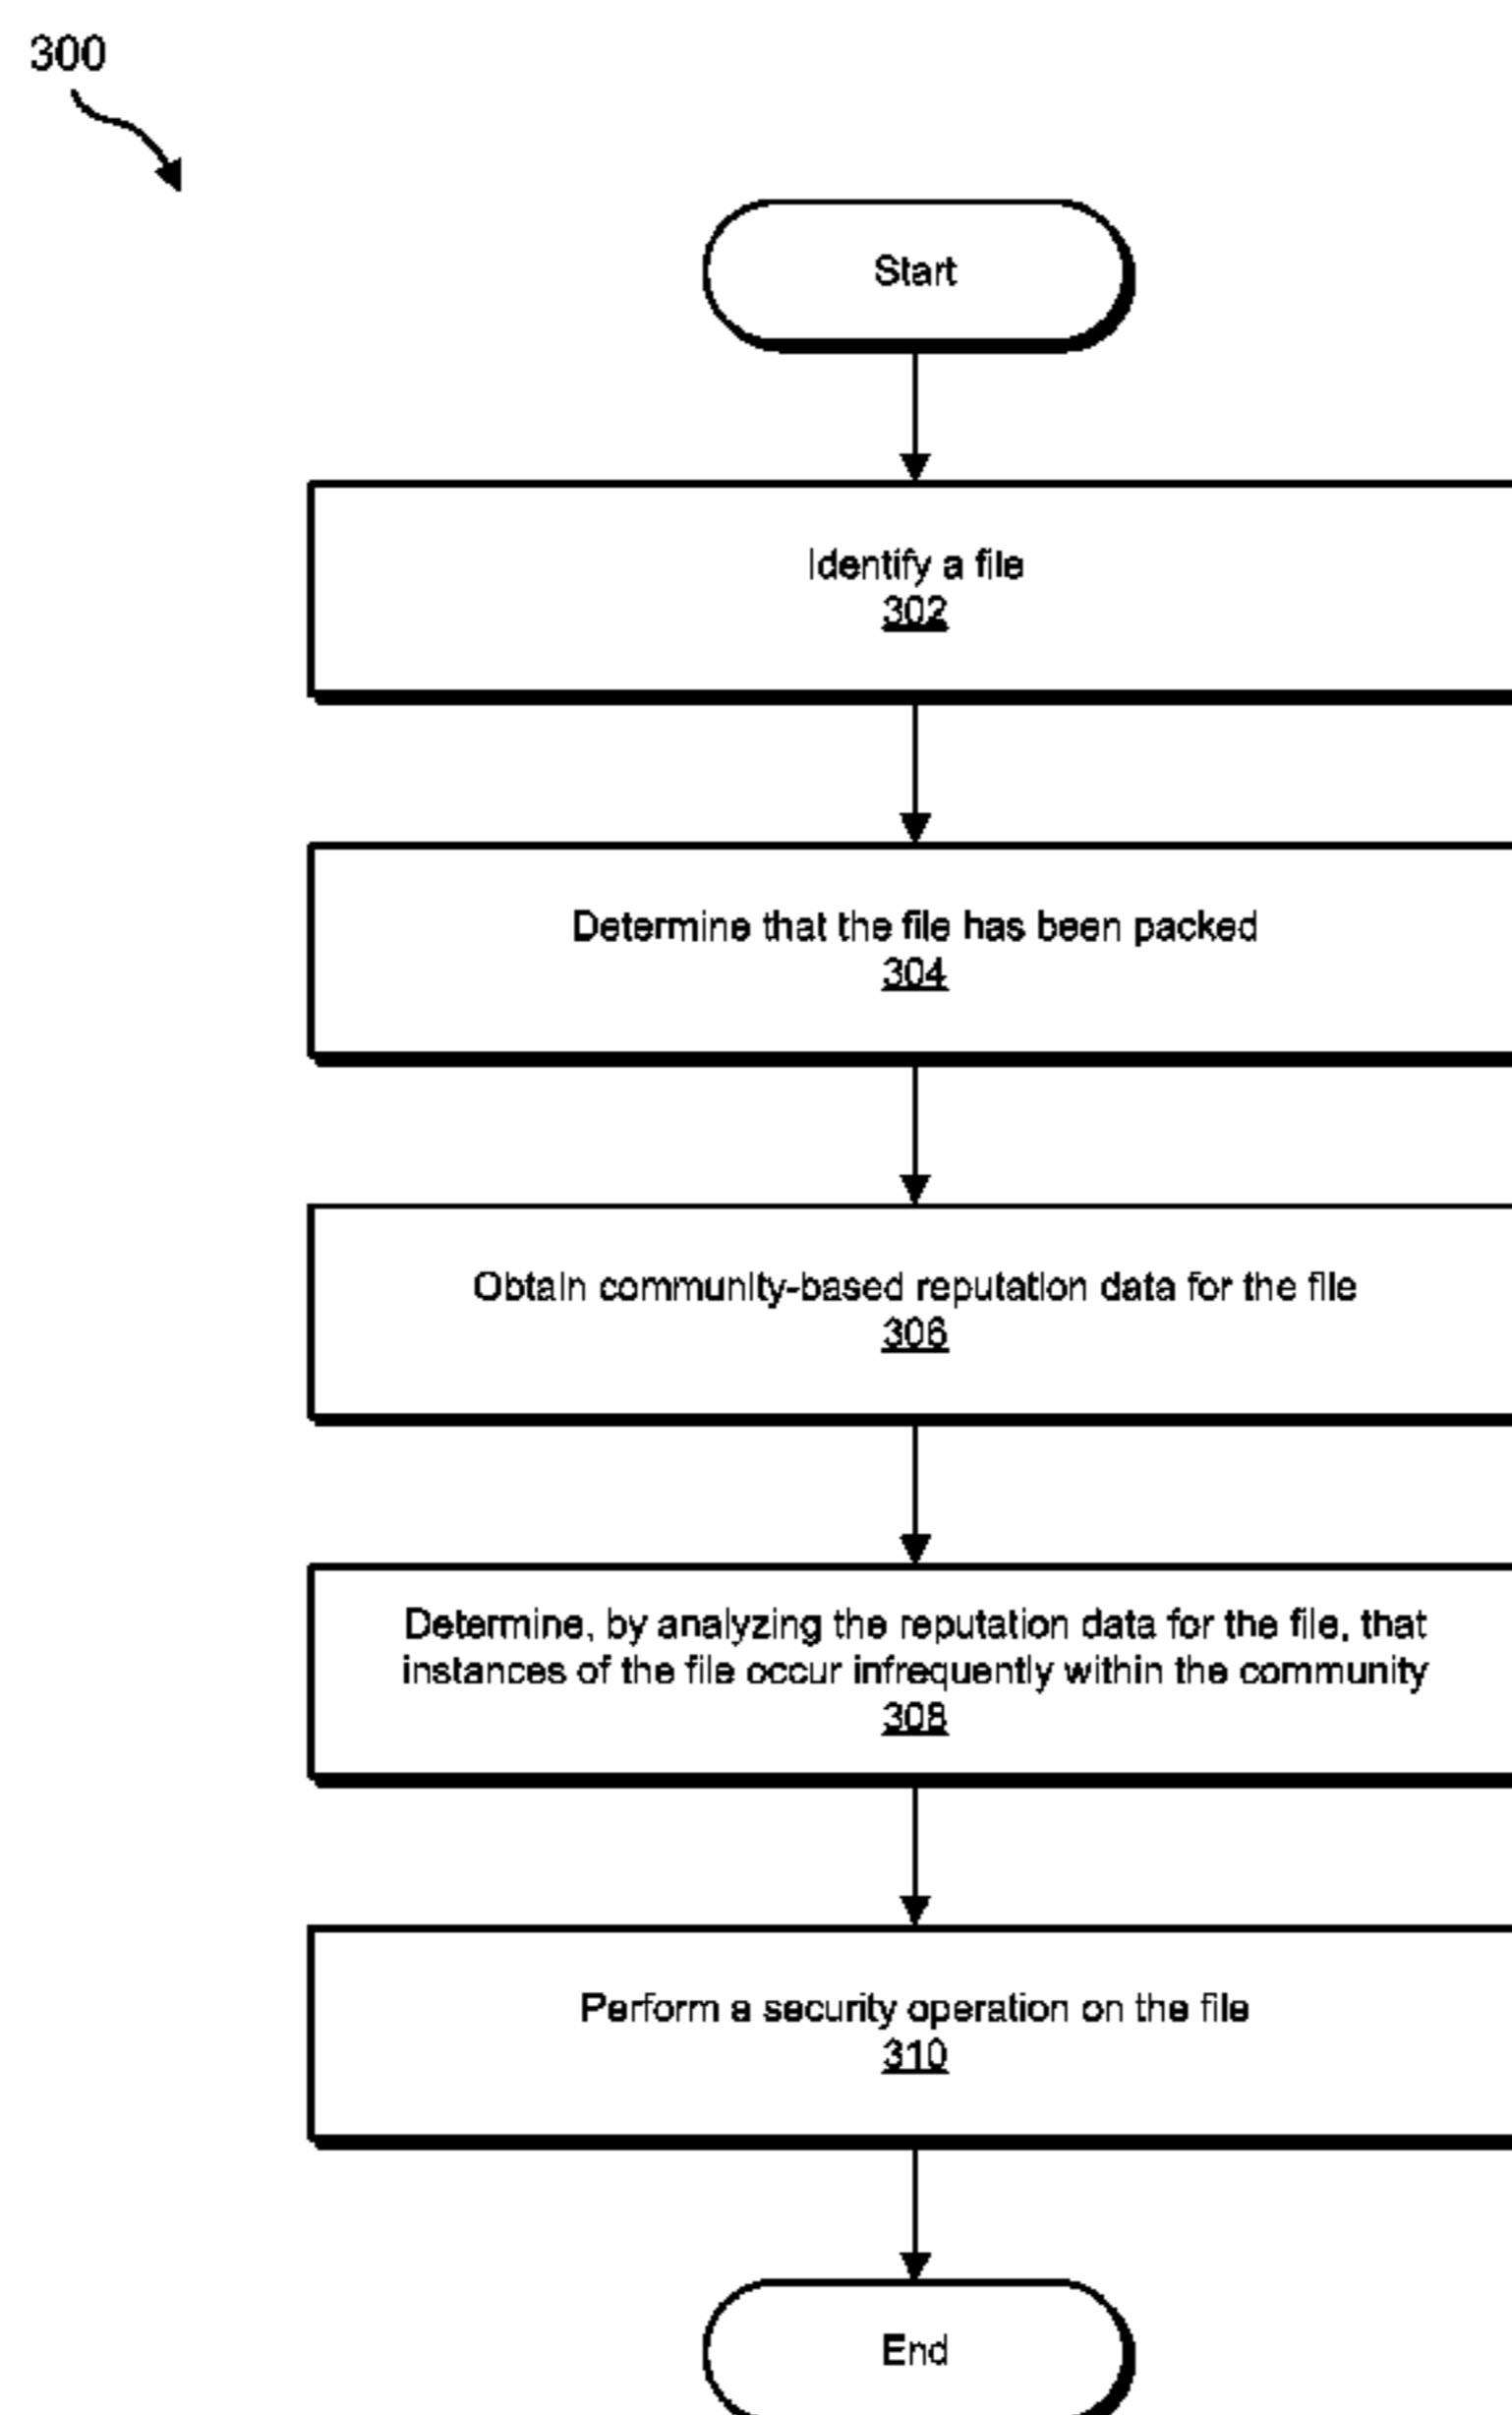 300
Start
Identify a file
302
Determine that the file has been packed
304
Obtain community-based reputation data for the file
306
Determine, by analyzing the reputation data for the file, that
instances of the file occur infrequently within the community
308
Perform a security operation on the file
310
End